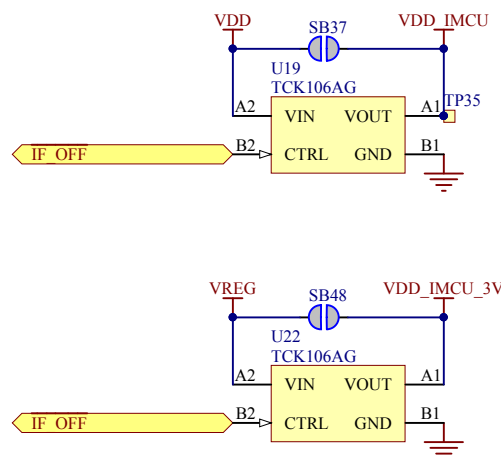 SB37
VDD
VDD_IMCU
U19
TCK106AG
TP35
A2 VIN VOUT A1
IF_OFF B2 CTRL GND B1
SB48
VREG
VDD_IMCU_3V
U22
TCK106AG
A2 VIN VOUT A1
IF_OFF B2 CTRL GND B1